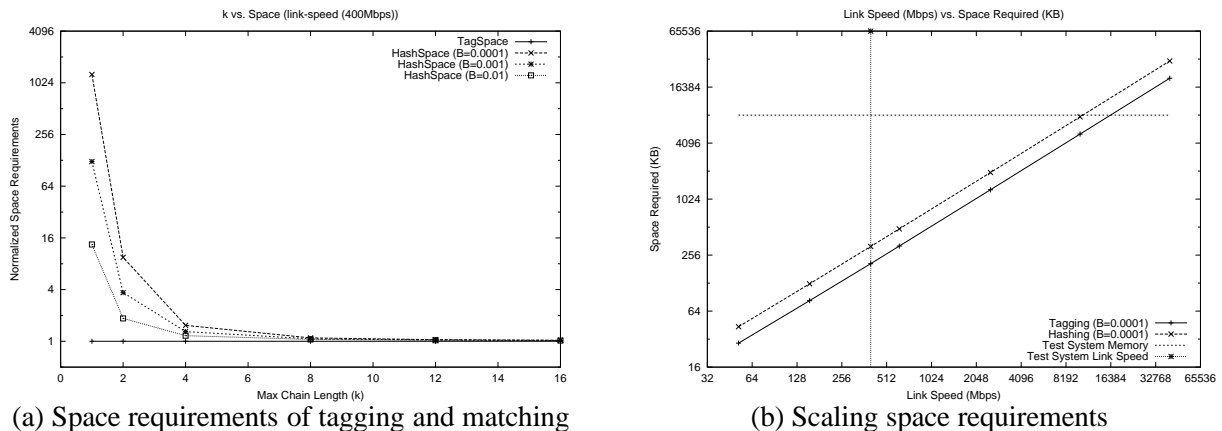 k vs. Space (link-speed (400Mbps))
4096
1024
256
64
16
4
1
Normalized Space Requirements
TagSpace
HashSpace (B=0.0001)
HashSpace (B=0.001)
HashSpace (B=0.01)
0 2 4 6 8 10 12 14 16
Max Chain Length (k)
(a) Space requirements of tagging and matching
Link Speed (Mbps) vs. Space Required (KB)
65536
16384
4096
1024
256
64
16
Space Required (KB)
Tagging (B=0.0001)
Hashing (B=0.0001)
Test System Memory
Test System Link Speed
32 64 128 256 512 1024 2048 4096 8192 16384 32768 65536
Link Speed (Mbps)
(b) Scaling space requirements